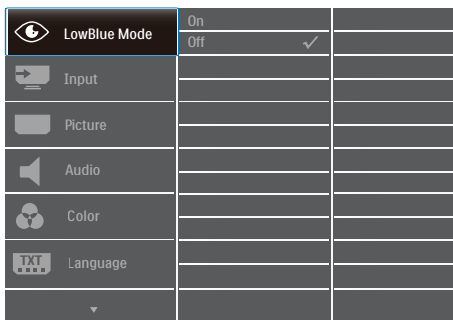 LowBlue Mode
On
Off
Input
Picture
Audio
Color
TXT
Language